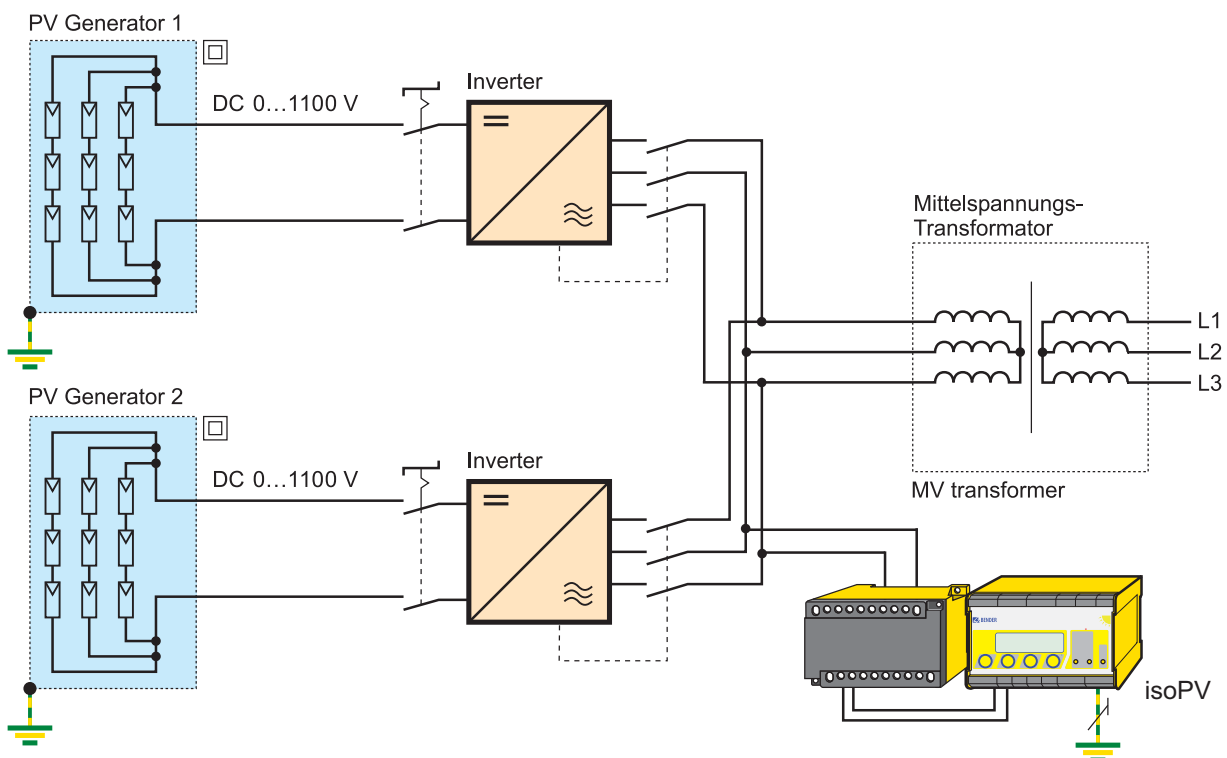 PV Generator 1
DC 0…1100 V
Inverter
Mittelspannungs-
Transformator
L1
L2
L3
MV transformer
PV Generator 2
DC 0…1100 V
Inverter
BENDER
isoPV